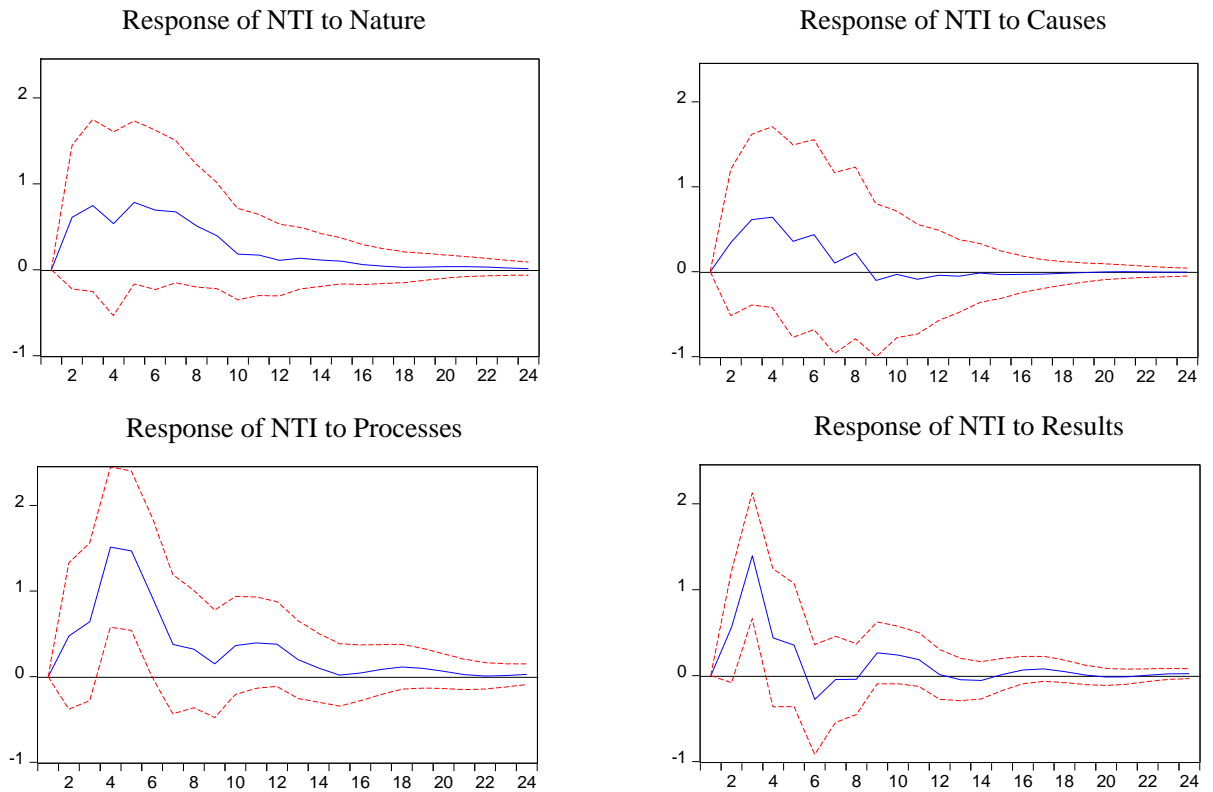 Response of NTI to Nature
2
1
0
-1
2 4 6 8 10 12 14 16 18 20 22 24
Response of NTI to Causes
2
1
0
-1
2 4 6 8 10 12 14 16 18 20 22 24
Response of NTI to Processes
2
1
0
-1
2 4 6 8 10 12 14 16 18 20 22 24
Response of NTI to Results
2
1
0
-1
2 4 6 8 10 12 14 16 18 20 22 24